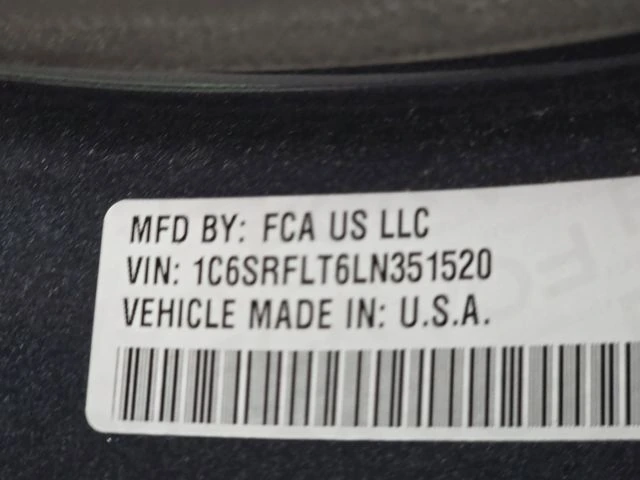 MFD BY: FCA US LLC
VIN: 1C6SRFLT6LN351520
VEHICLE MADE IN: U.S.A.